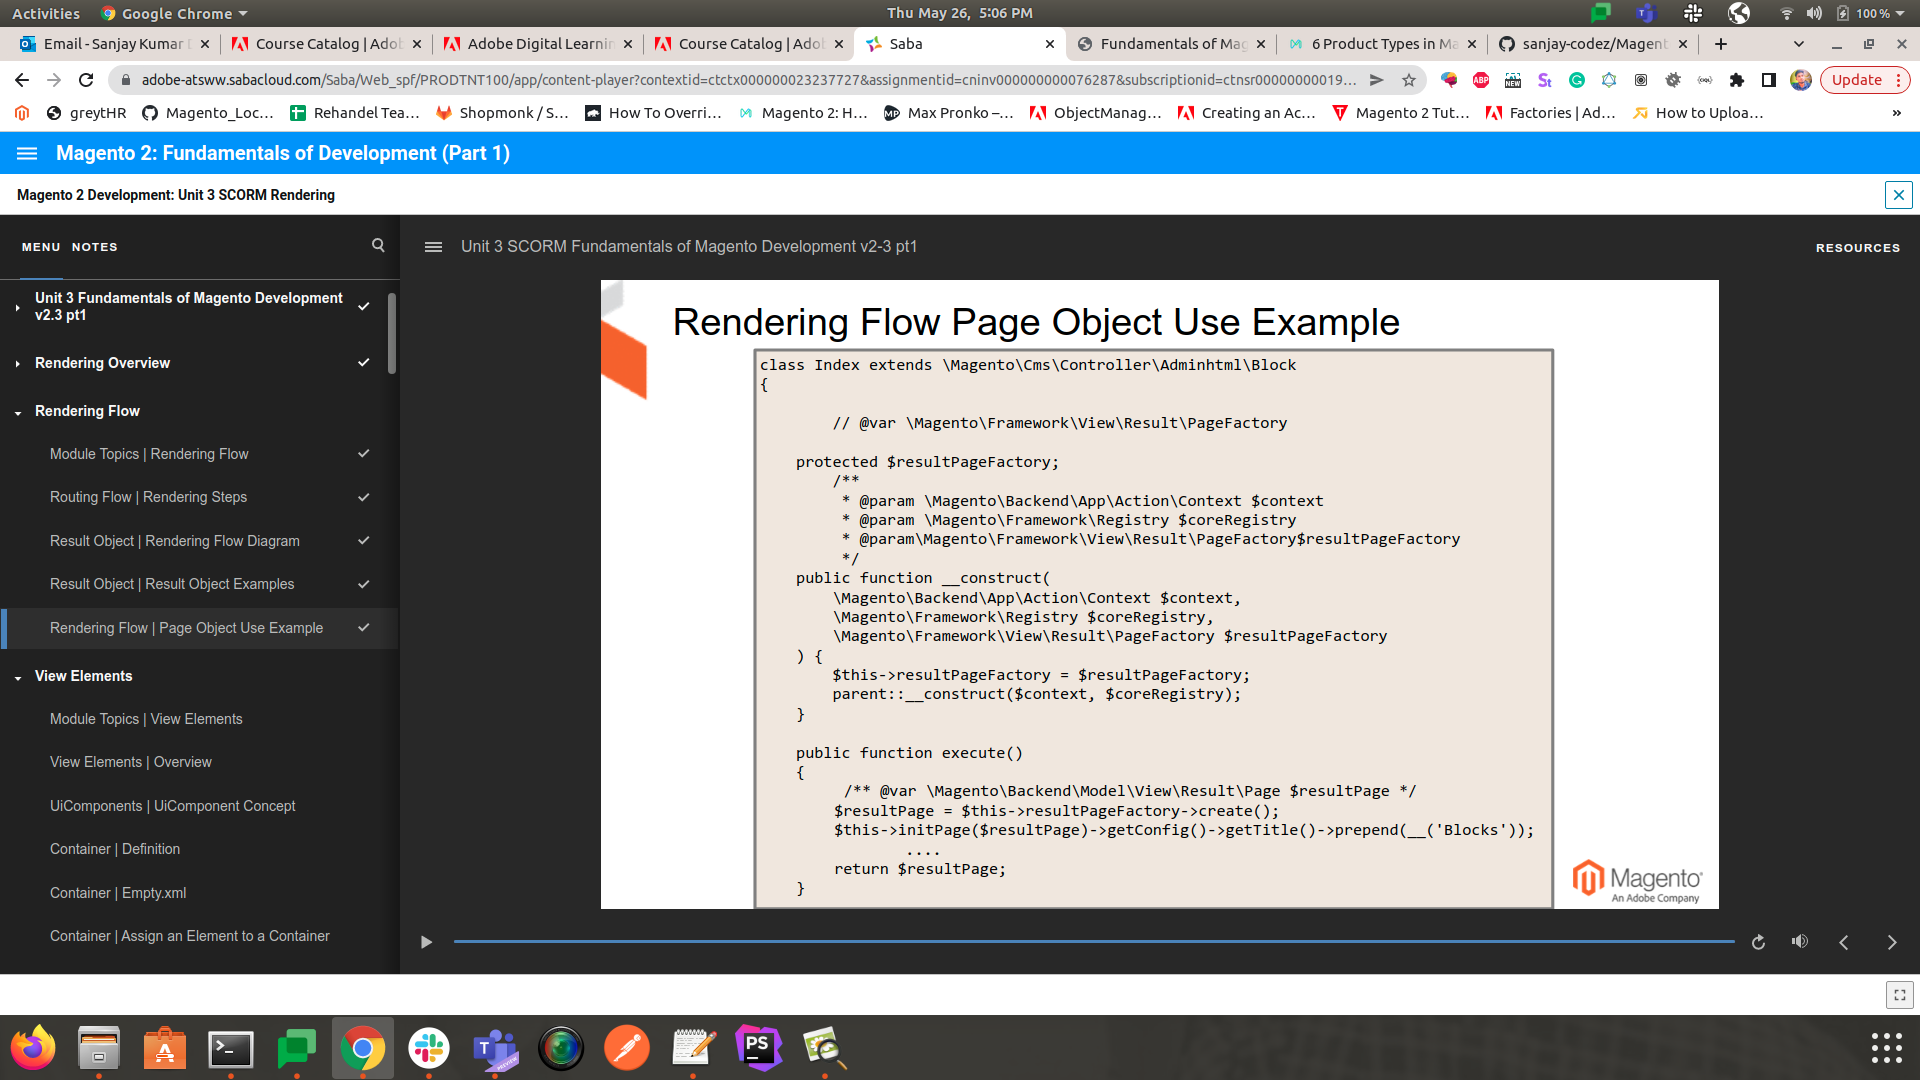 Activities
Google Chrome
Thu May 26, 5:06 PM
100 %
Email - Sanjay Kumar
Course Catalog | Adob
Adobe Digital Learnin
Course Catalog | Adob
Saba
Fundamentals of Mag
6 Product Types in Ma
sanjay-codez/Magent
adobe-atsww.sabacloud.com/Saba/Web_spf/PRODTNT100/app/content-player?contextid=ctctx000000023237727&assignmentid=cninv000000000076287&subscriptionid=ctnsr00000000019...
ABP
NEW
Update
greytHR
Magento_Loc...
Rehandel Tea...
Shopmonk / S...
How To Overri...
Magento 2: H...
Max Pronko –...
ObjectManag...
Creating an Ac...
Magento 2 Tut...
Factories | Ad...
How to Uploa...
»
Magento 2: Fundamentals of Development (Part 1)
Magento 2 Development: Unit 3 SCORM Rendering
MENU NOTES
Unit 3 SCORM Fundamentals of Magento Development v2-3 pt1
RESOURCES
Unit 3 Fundamentals of Magento Development
v2.3 pt1
Rendering Overview
Rendering Flow
Module Topics | Rendering Flow
Routing Flow | Rendering Steps
Result Object | Rendering Flow Diagram
Result Object | Result Object Examples
Rendering Flow | Page Object Use Example
View Elements
Module Topics | View Elements
View Elements | Overview
UiComponents | UiComponent Concept
Container | Definition
Container | Empty.xml
Container | Assign an Element to a Container
Rendering Flow Page Object Use Example
class Index extends \Magento\Cms\Controller\Adminhtml\Block
{
// @var \Magento\Framework\View\Result\PageFactory
protected $resultPageFactory;
/**
* @param \Magento\Backend\App\Action\Context $context
* @param \Magento\Framework\Registry $coreRegistry
* @param\Magento\Framework\View\Result\PageFactory$resultPageFactory
*/
public function __construct(
\Magento\Backend\App\Action\Context $context,
\Magento\Framework\Registry $coreRegistry,
\Magento\Framework\View\Result\PageFactory $resultPageFactory
) {
$this->resultPageFactory = $resultPageFactory;
parent::__construct($context, $coreRegistry);
}
public function execute()
{
/** @var \Magento\Backend\Model\View\Result\Page $resultPage */
$resultPage = $this->resultPageFactory->create();
$this->initPage($resultPage)->getConfig()->getTitle()->prepend(__('Blocks'));
....
return $resultPage;
}
Magento
An Adobe Company
PS